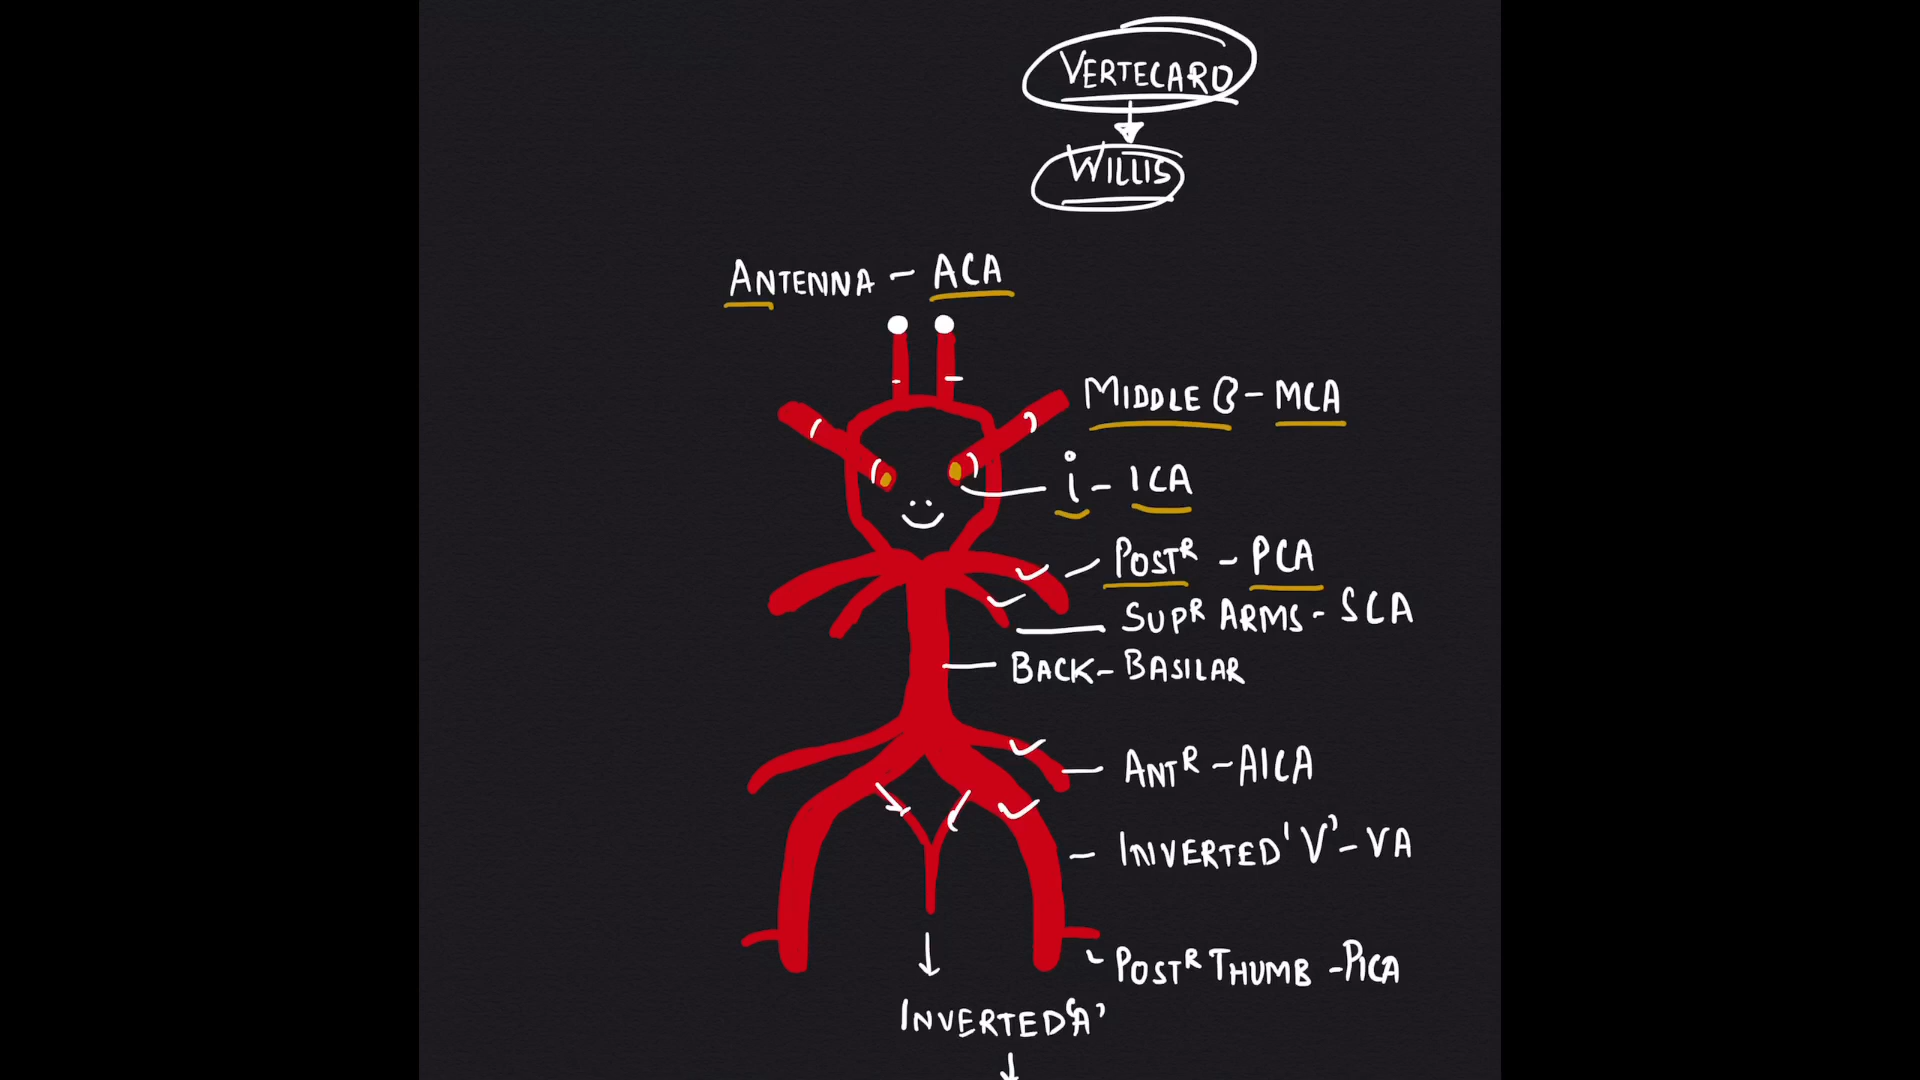 VERTECARO
WILLIS
ANTENNA - ACA
MIDDLE B - MCA
i - ICA
POSTR - PCA
SUPR ARMS - SCA
BACK - BASILAR
ANTR - AICA
INVERTED 'V' - VA
POSTR THUMB - PICA
INVERTED 'A'